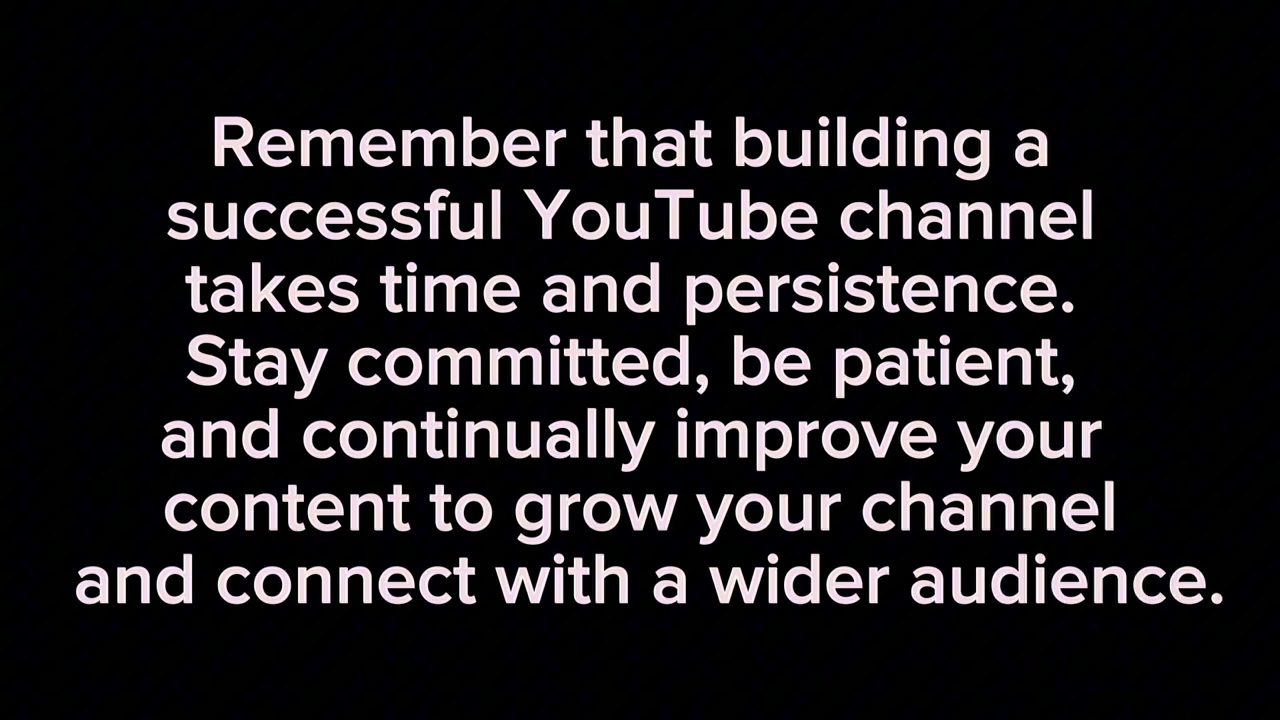 Remember that building a
successful YouTube channel
takes time and persistence.
Stay committed, be patient,
and continually improve your
content to grow your channel
and connect with a wider audience.